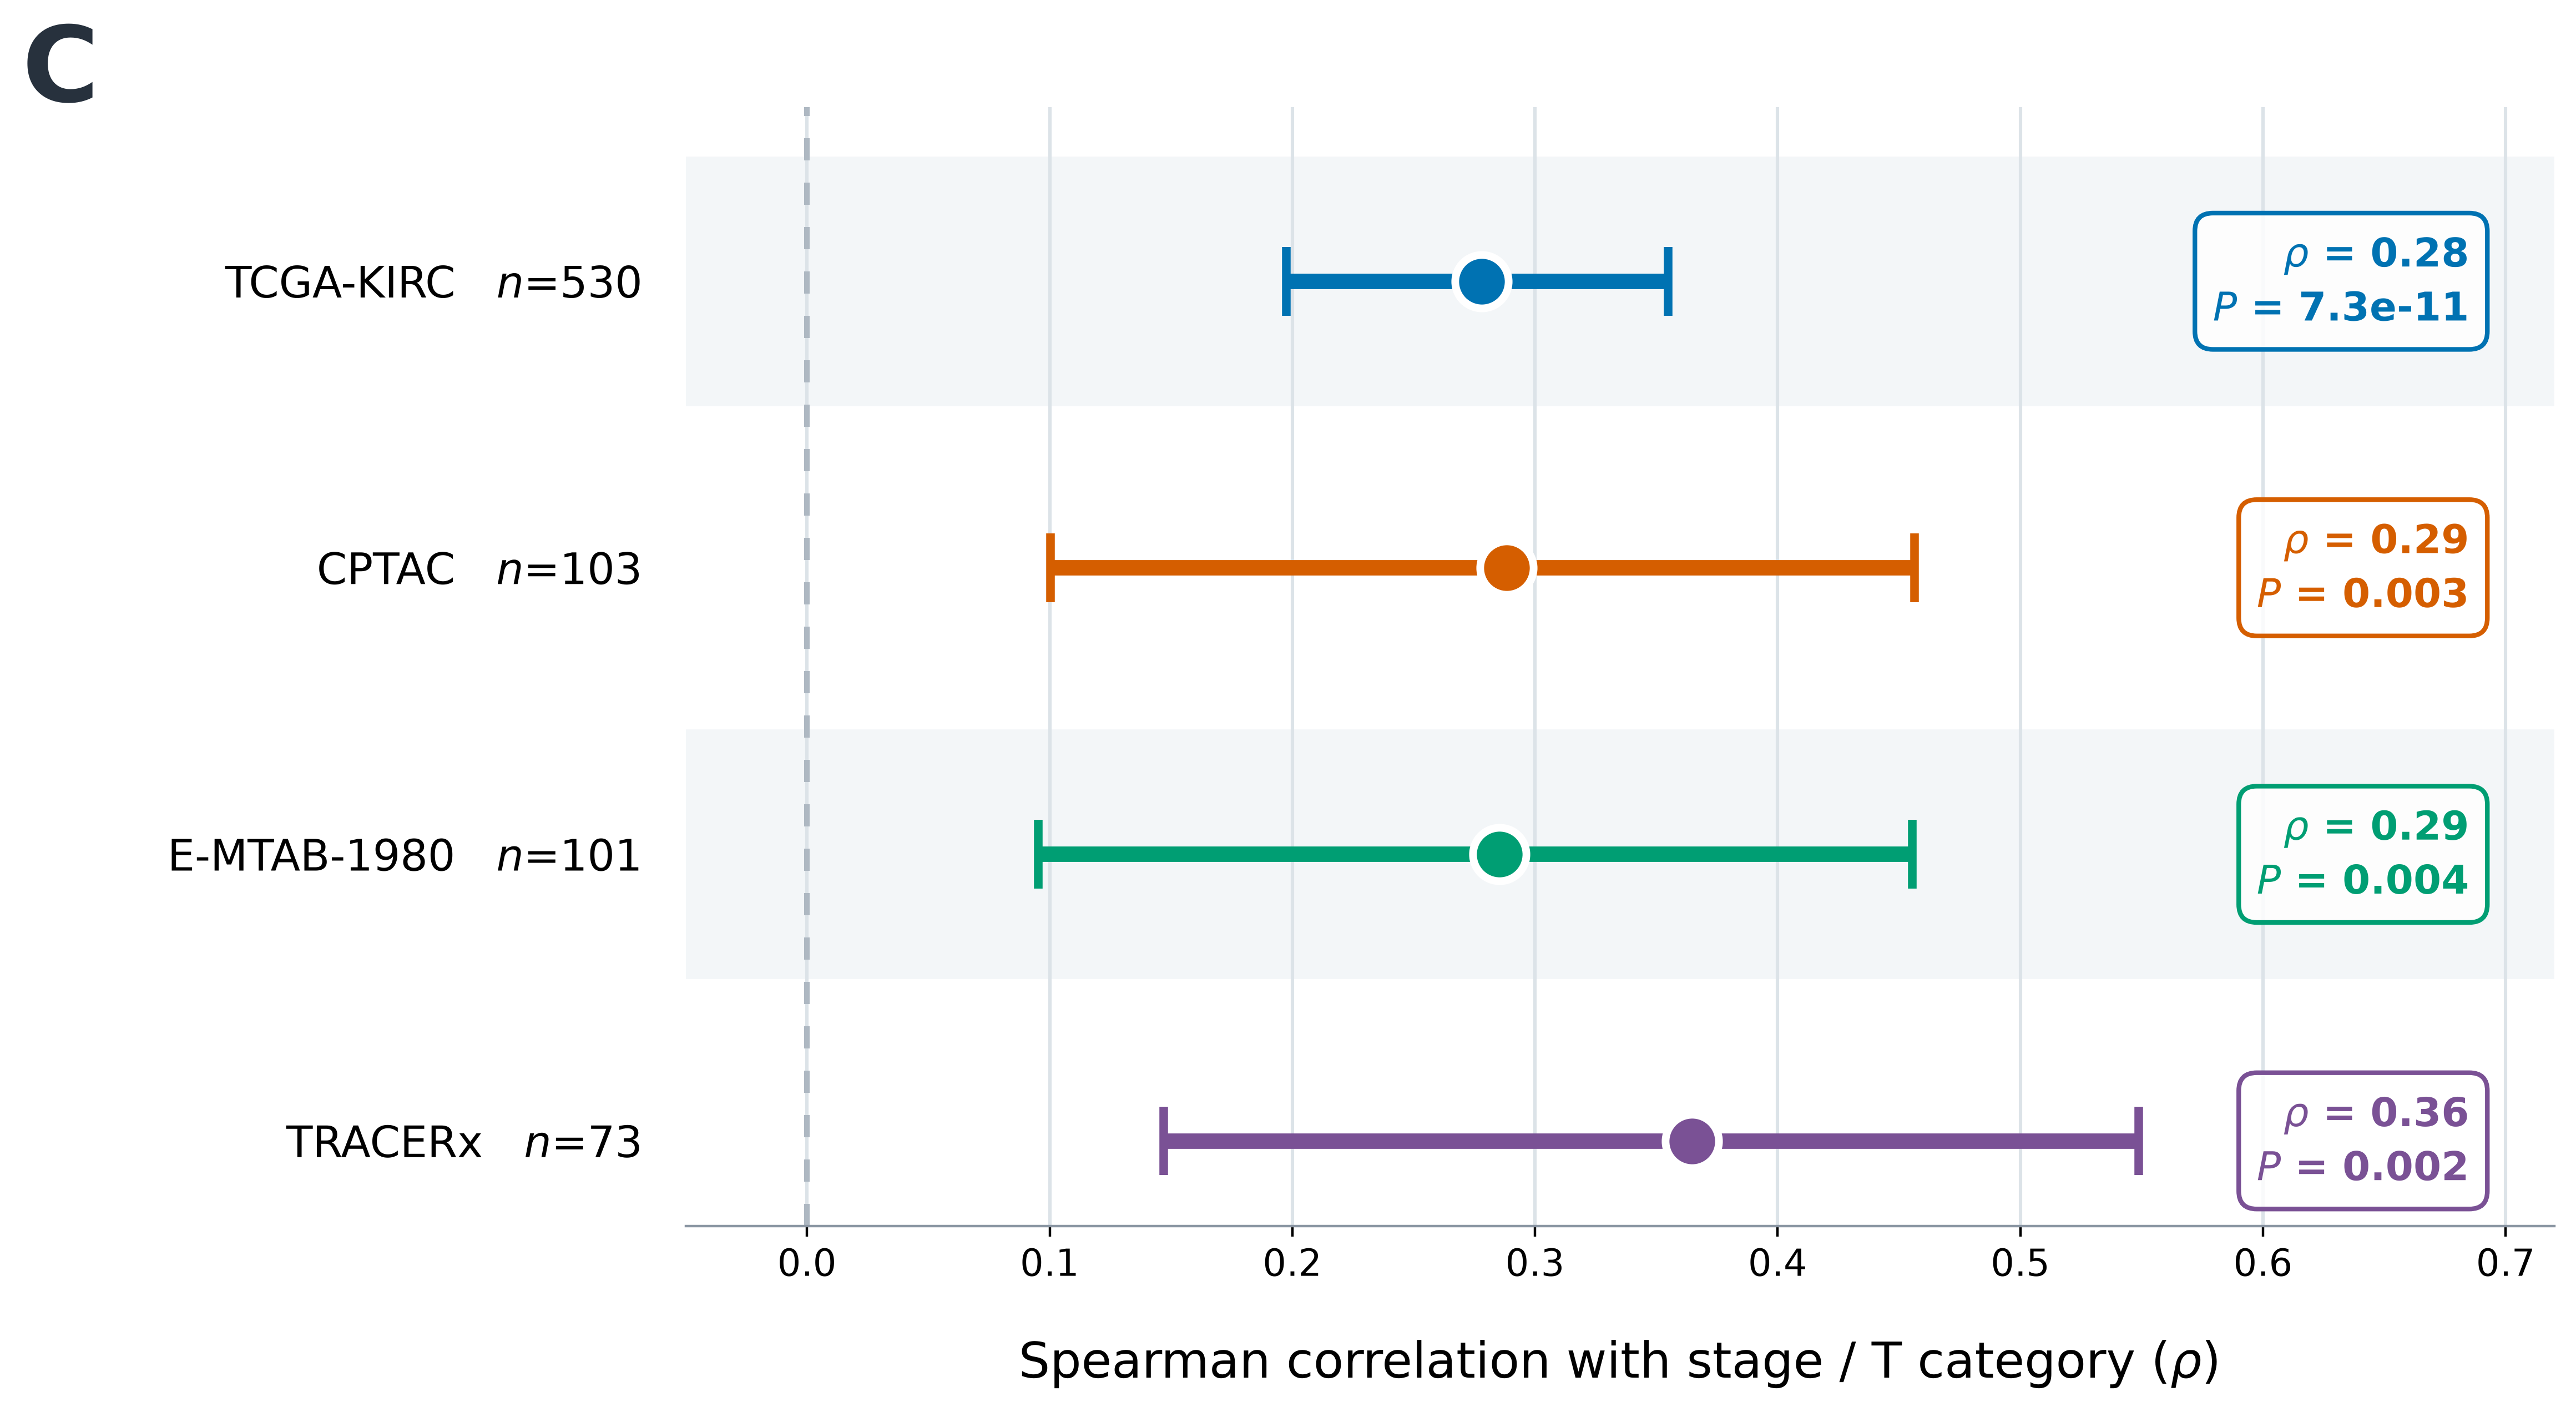 C
TCGA-KIRC n=530
ρ = 0.28
P = 7.3e-11
CPTAC n=103
ρ = 0.29
P = 0.003
E-MTAB-1980 n=101
ρ = 0.29
P = 0.004
TRACERx n=73
ρ = 0.36
P = 0.002
0.0 0.1 0.2 0.3 0.4 0.5 0.6 0.7
Spearman correlation with stage / T category (ρ)